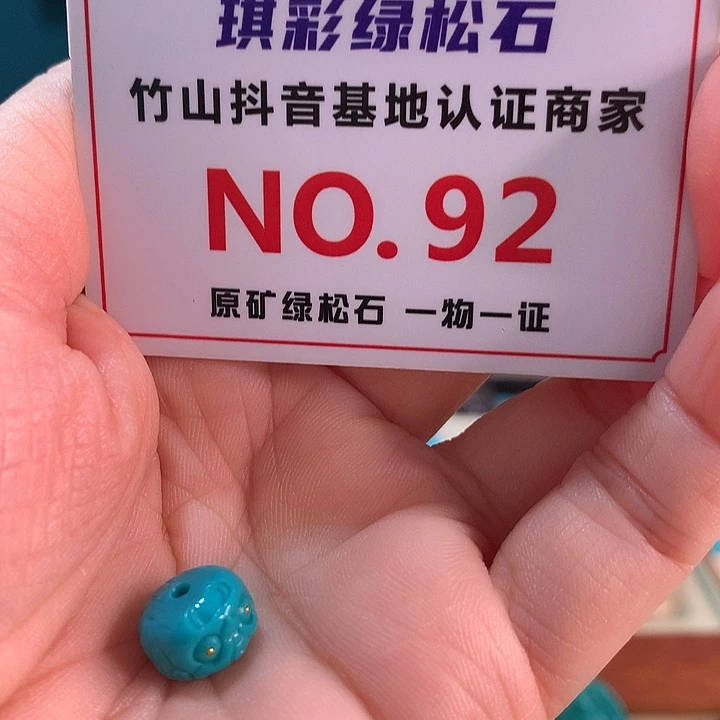 琪彩绿松石
竹山抖音基地认证商家
NO.92
原矿绿松石 一物一证